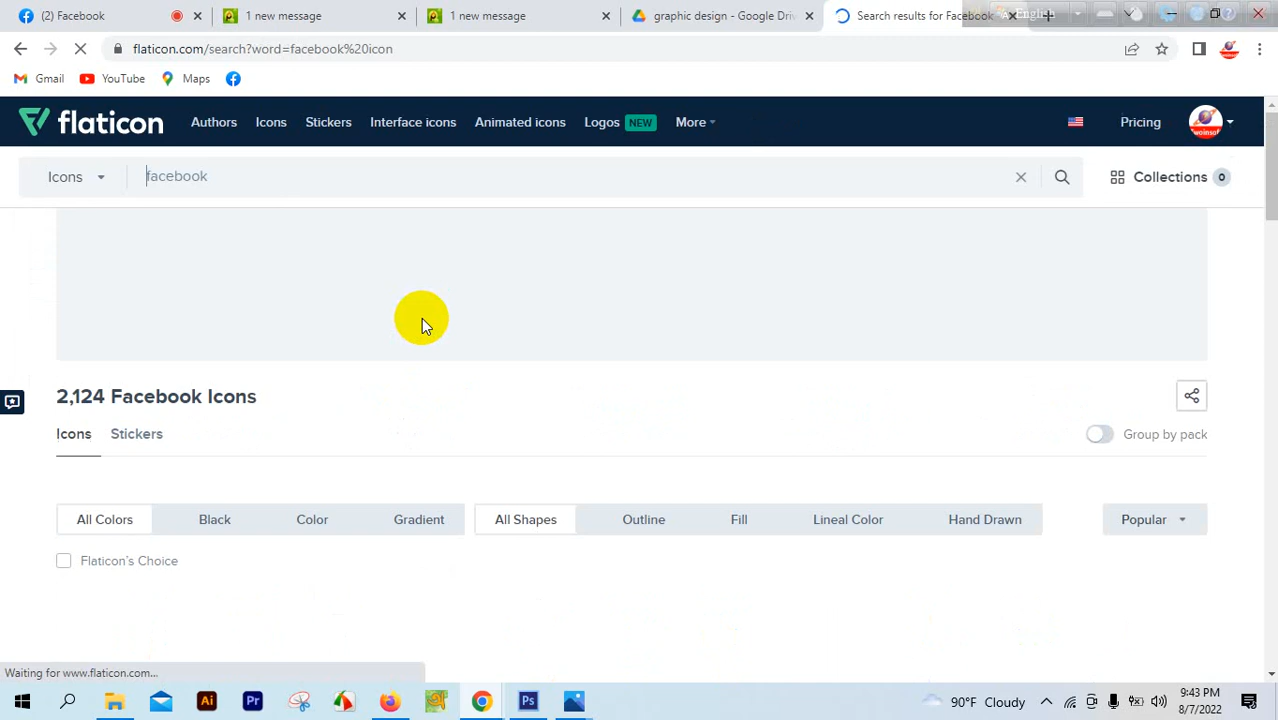 (2) Facebook
1 new message
1 new message
graphic design - Google Driv
Search results for Facebook
English
flaticon.com/search?word=facebook%20icon
Gmail
YouTube
Maps
flaticon
Authors
Icons
Stickers
Interface icons
Animated icons
Logos NEW
More
Pricing
Icons
facebook
Collections 0
2,124 Facebook Icons
Icons
Stickers
Group by pack
All Colors
Black
Color
Gradient
All Shapes
Outline
Fill
Lineal Color
Hand Drawn
Popular
Flaticon's Choice
Waiting for www.flaticon.com...
Ai
Pr
Ps
90°F Cloudy
9:43 PM
8/7/2022